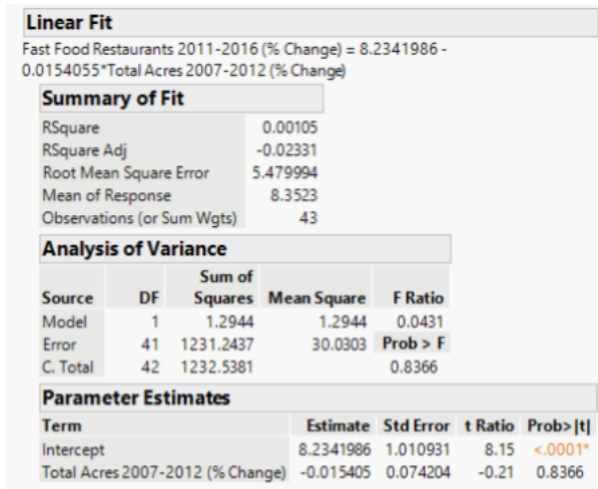 Linear Fit
Fast Food Restaurants 2011-2016 (% Change) = 8.2341986 -
0.0154055*Total Acres 2007-2012 (% Change)
Summary of Fit
RSquare 0.00105
RSquare Adj -0.02331
Root Mean Square Error 5.479994
Mean of Response 8.3523
Observations (or Sum Wgts) 43
Analysis of Variance
Sum of
Source DF Squares Mean Square F Ratio
Model 1 1.2944 1.2944 0.0431
Error 41 1231.2437 30.0303 Prob > F
C. Total 42 1232.5381 0.8366
Parameter Estimates
Term Estimate Std Error t Ratio Prob>|t|
Intercept 8.2341986 1.010931 8.15 <.0001*
Total Acres 2007-2012 (% Change) -0.015405 0.074204 -0.21 0.8366